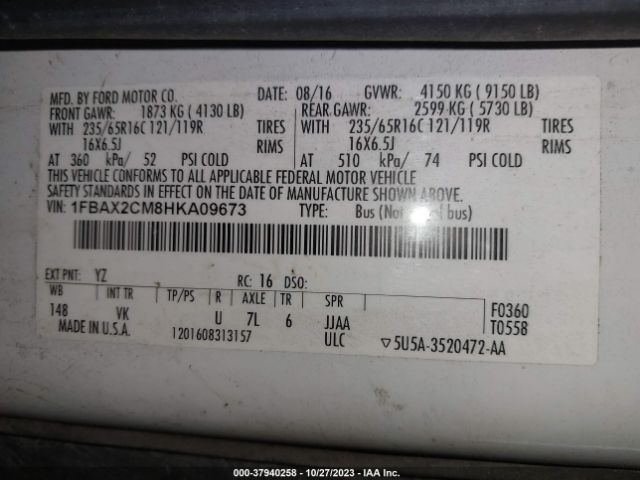 MFD. BY FORD MOTOR CO. DATE: 08/16 GVWR: 4150 KG ( 9150 LB)
FRONT GAWR: 1873 KG ( 4130 LB) REAR GAWR: 2599 KG ( 5730 LB)
WITH 235/65R16C 121/119R TIRES WITH 235/65R16C 121/119R TIRES
16X6.5J RIMS 16X6.5J RIMS
AT 360 kPa/ 52 PSI COLD AT 510 kPa/ 74 PSI COLD
THIS VEHICLE CONFORMS TO ALL APPLICABLE FEDERAL MOTOR VEHICLE
SAFETY STANDARDS IN EFFECT ON THE DATE OF MANUFACTURE SHOWN ABOVE.
VIN: 1FBAX2CM8HKA09673 TYPE: Bus (Not bus)
EXT PNT: YZ RC: 16 DSO:
WB INT TR TP/PS R AXLE TR SPR F0360
148 VK U 7L 6 JJAA T0558
MADE IN U.S.A. 1201608313157 ULC ▽5U5A-3520472-AA
000-37940258 - 10/27/2023 - IAA Inc.